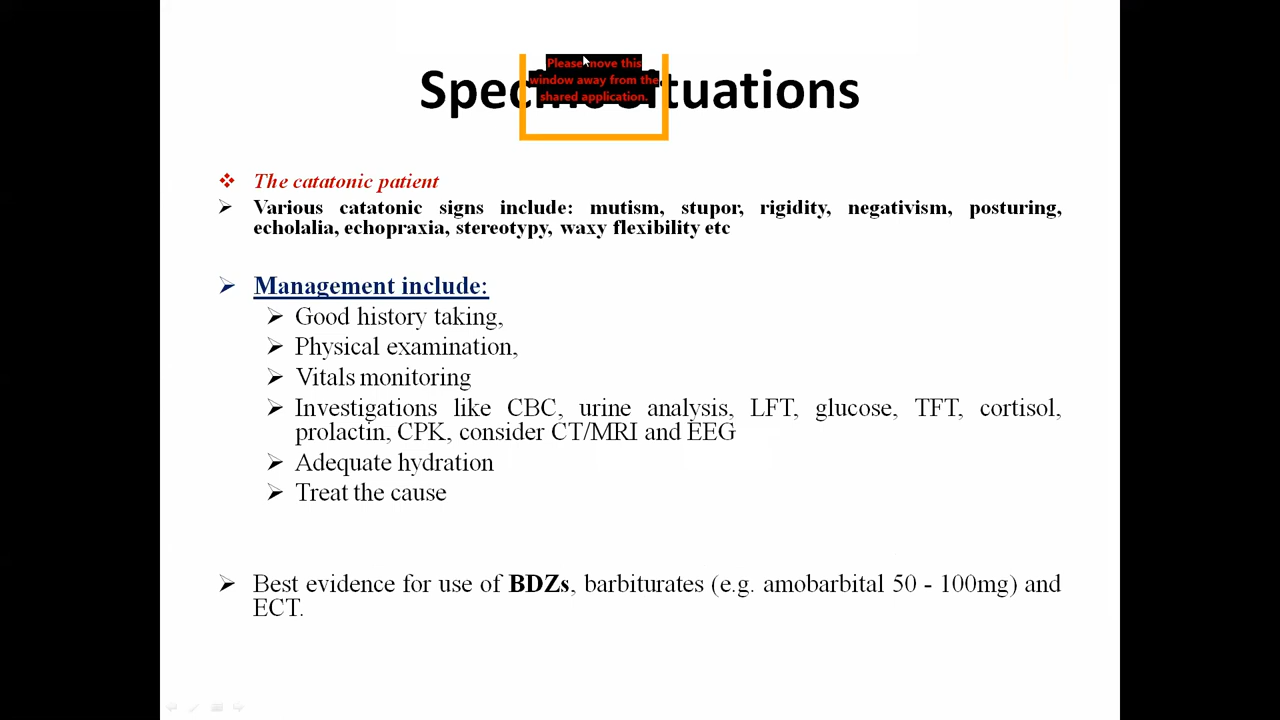 Spec tuations
Please move this
window away from the
shared application.
The catatonic patient
Various catatonic signs include: mutism, stupor, rigidity, negativism, posturing,
echolalia, echopraxia, stereotypy, waxy flexibility etc
Management include:
Good history taking,
Physical examination,
Vitals monitoring
Investigations like CBC, urine analysis, LFT, glucose, TFT, cortisol,
prolactin, CPK, consider CT/MRI and EEG
Adequate hydration
Treat the cause
Best evidence for use of BDZs, barbiturates (e.g. amobarbital 50 - 100mg) and
ECT.